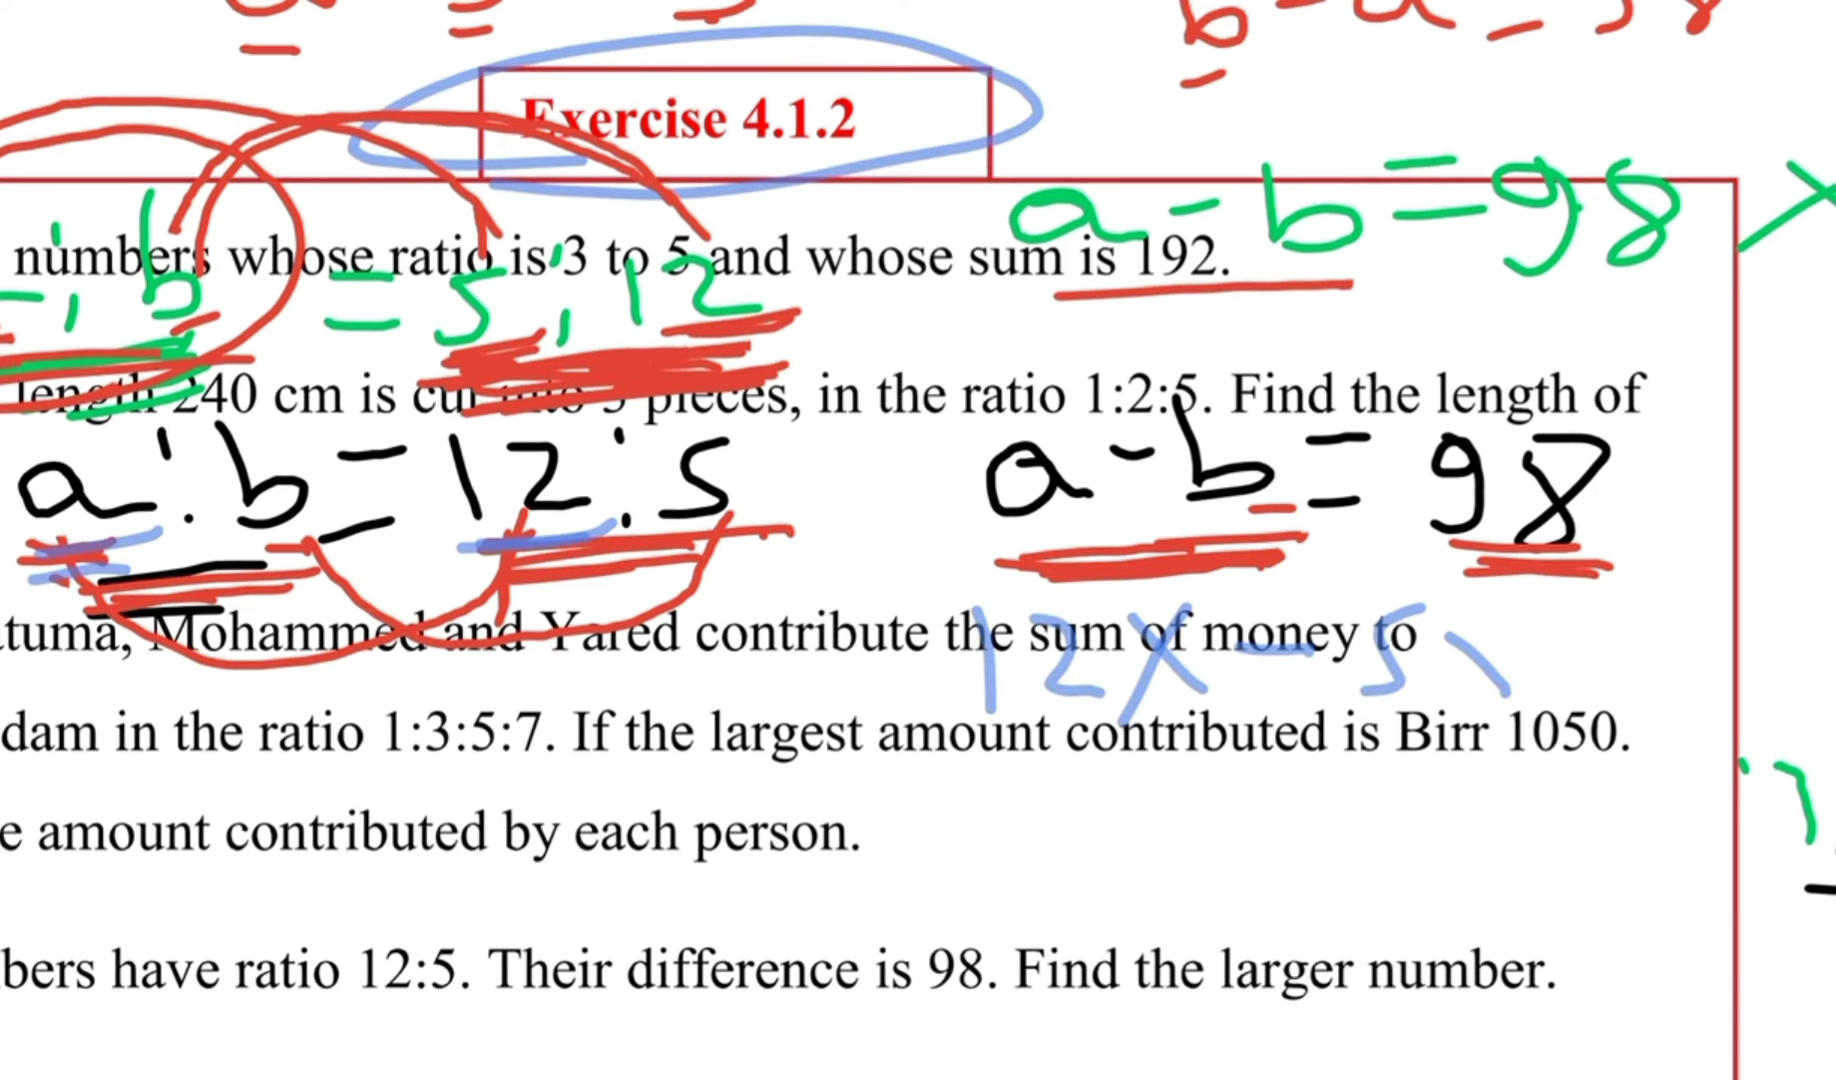 b - a =
Exercise 4.1.2
a - b = 98
numbers whose ratio is 3 to 5 and whose sum is 192.
: b = 5 : 12
length 240 cm is cut into 3 pieces, in the ratio 1:2:5. Find the length of
a : b = 12 : 5 a - b = 98
tuma, Mohammed and Yared contribute the sum of money to
12x - 5
dam in the ratio 1:3:5:7. If the largest amount contributed is Birr 1050.
e amount contributed by each person.
bers have ratio 12:5. Their difference is 98. Find the larger number.